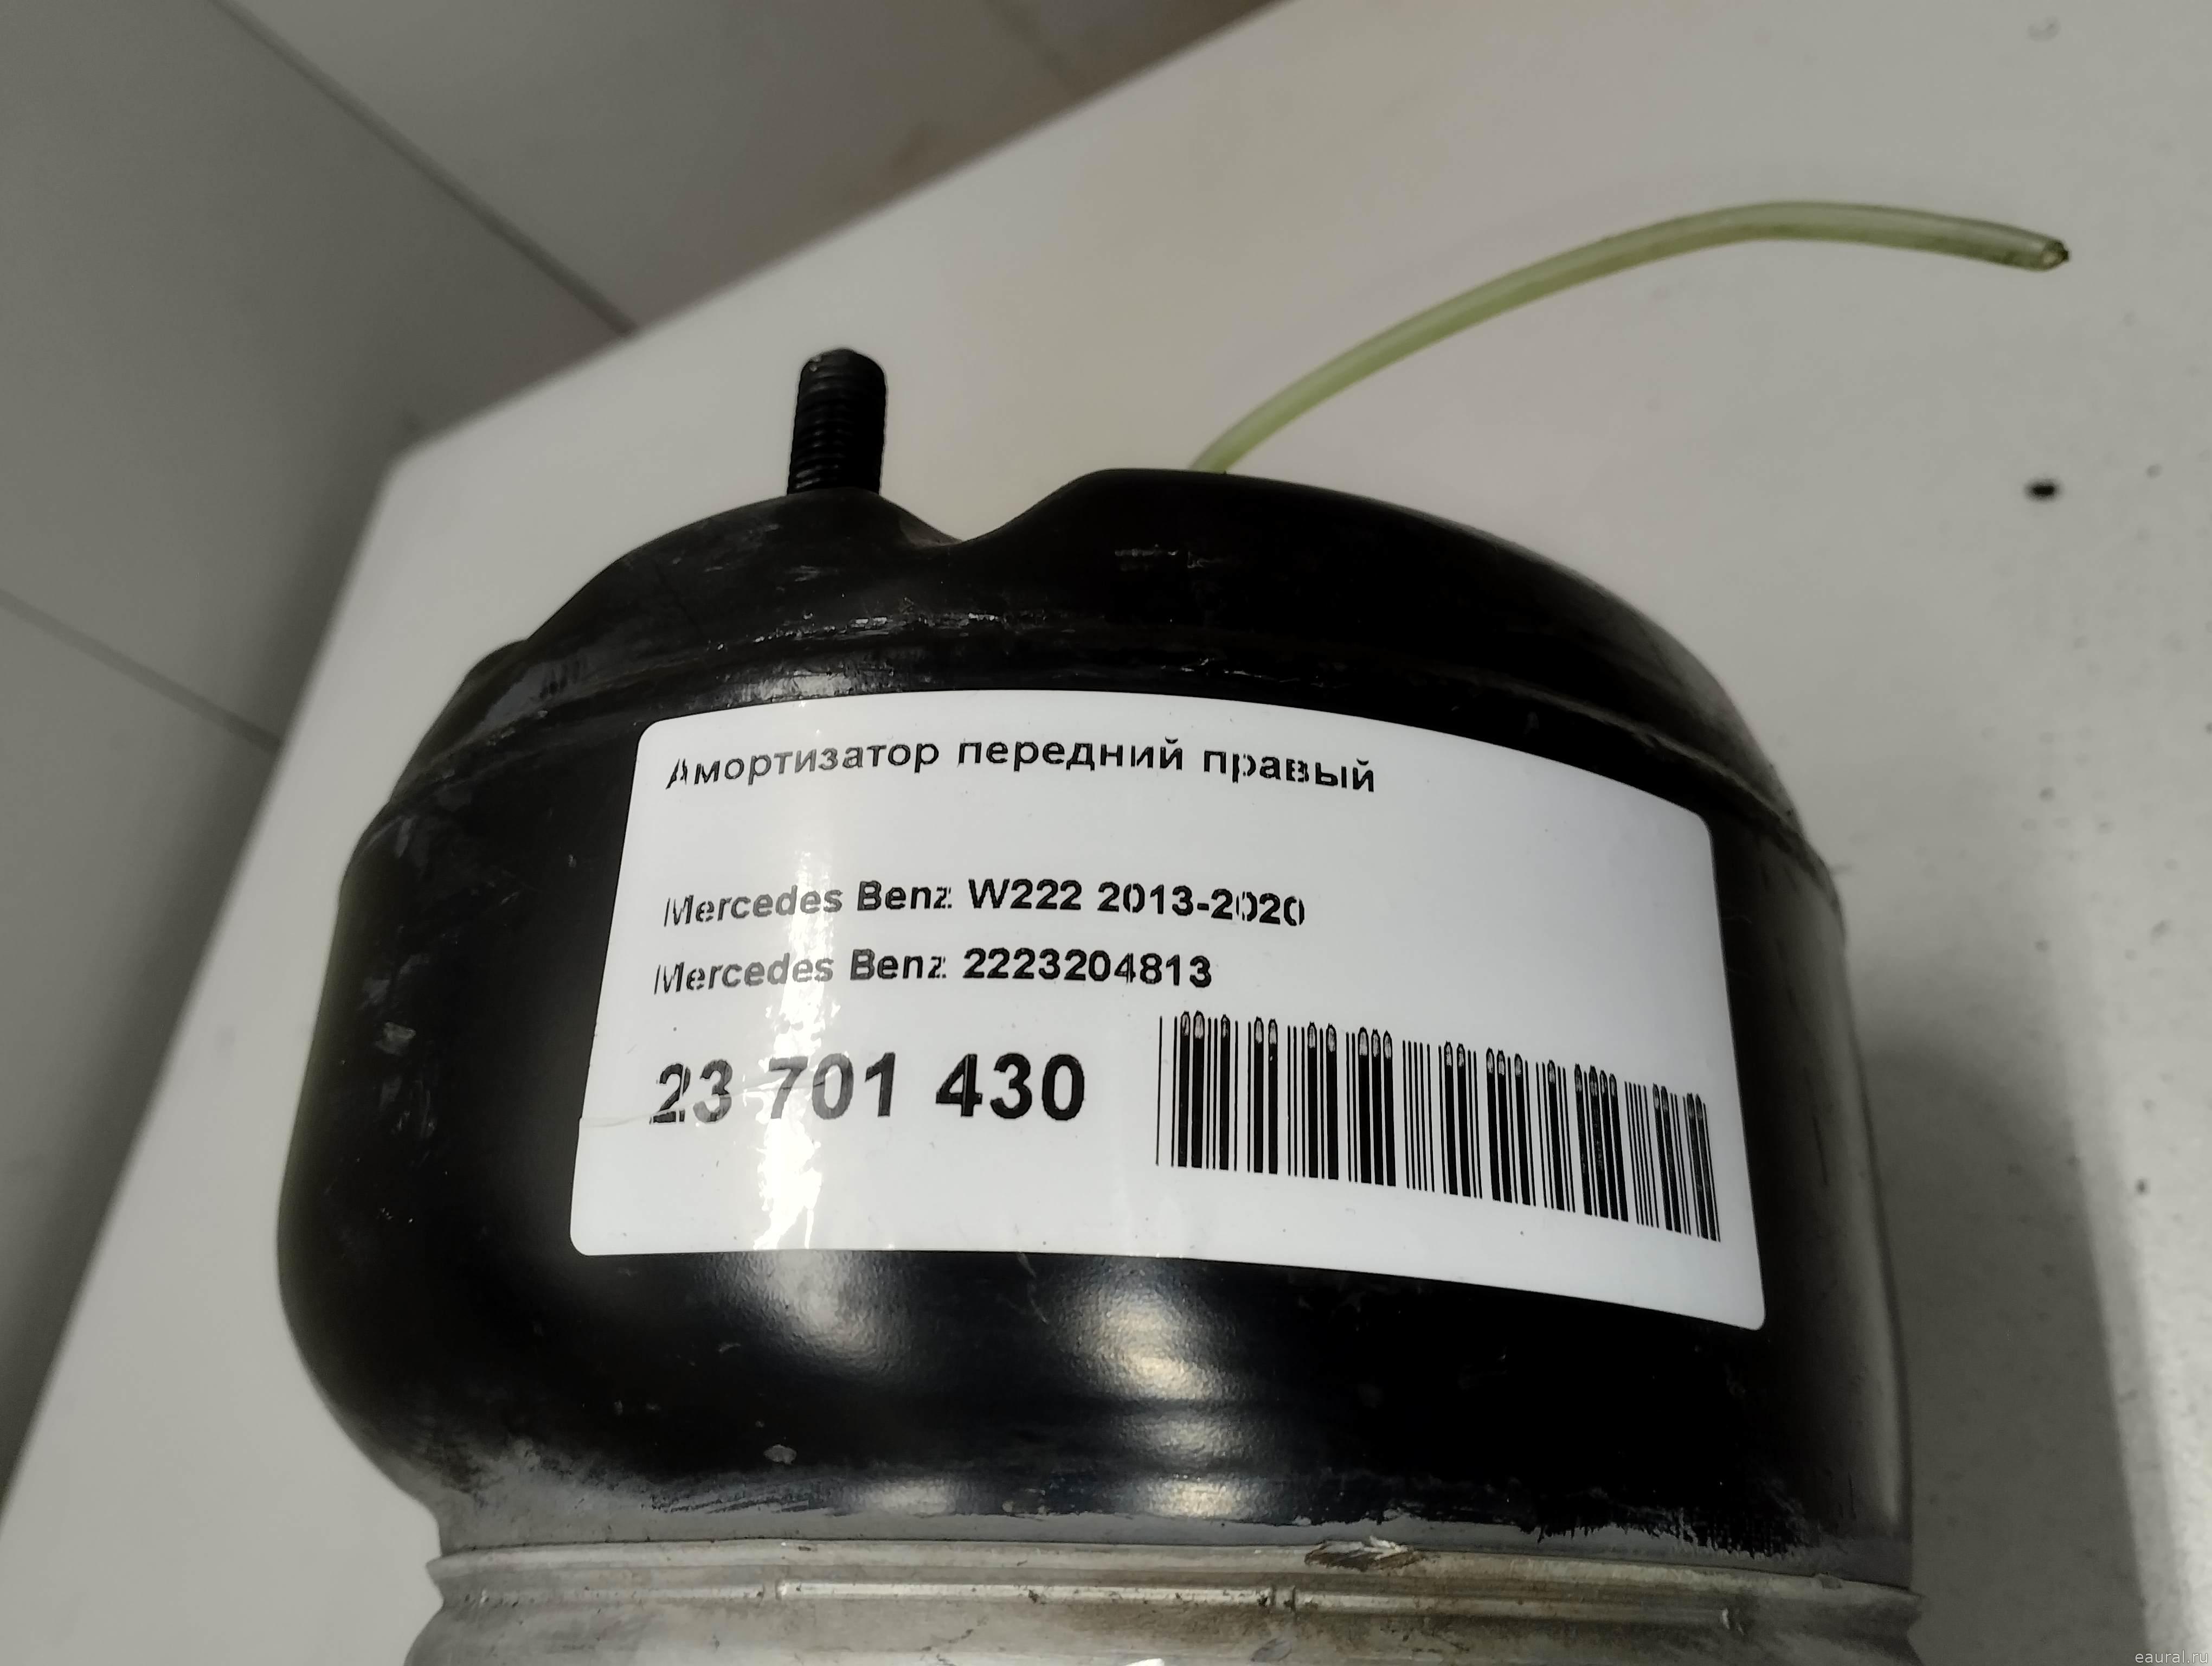 Амортизатор передний правый
Mercedes Benz W222 2013-2020
Mercedes Benz 2223204813
23 701 430
eaural.ru